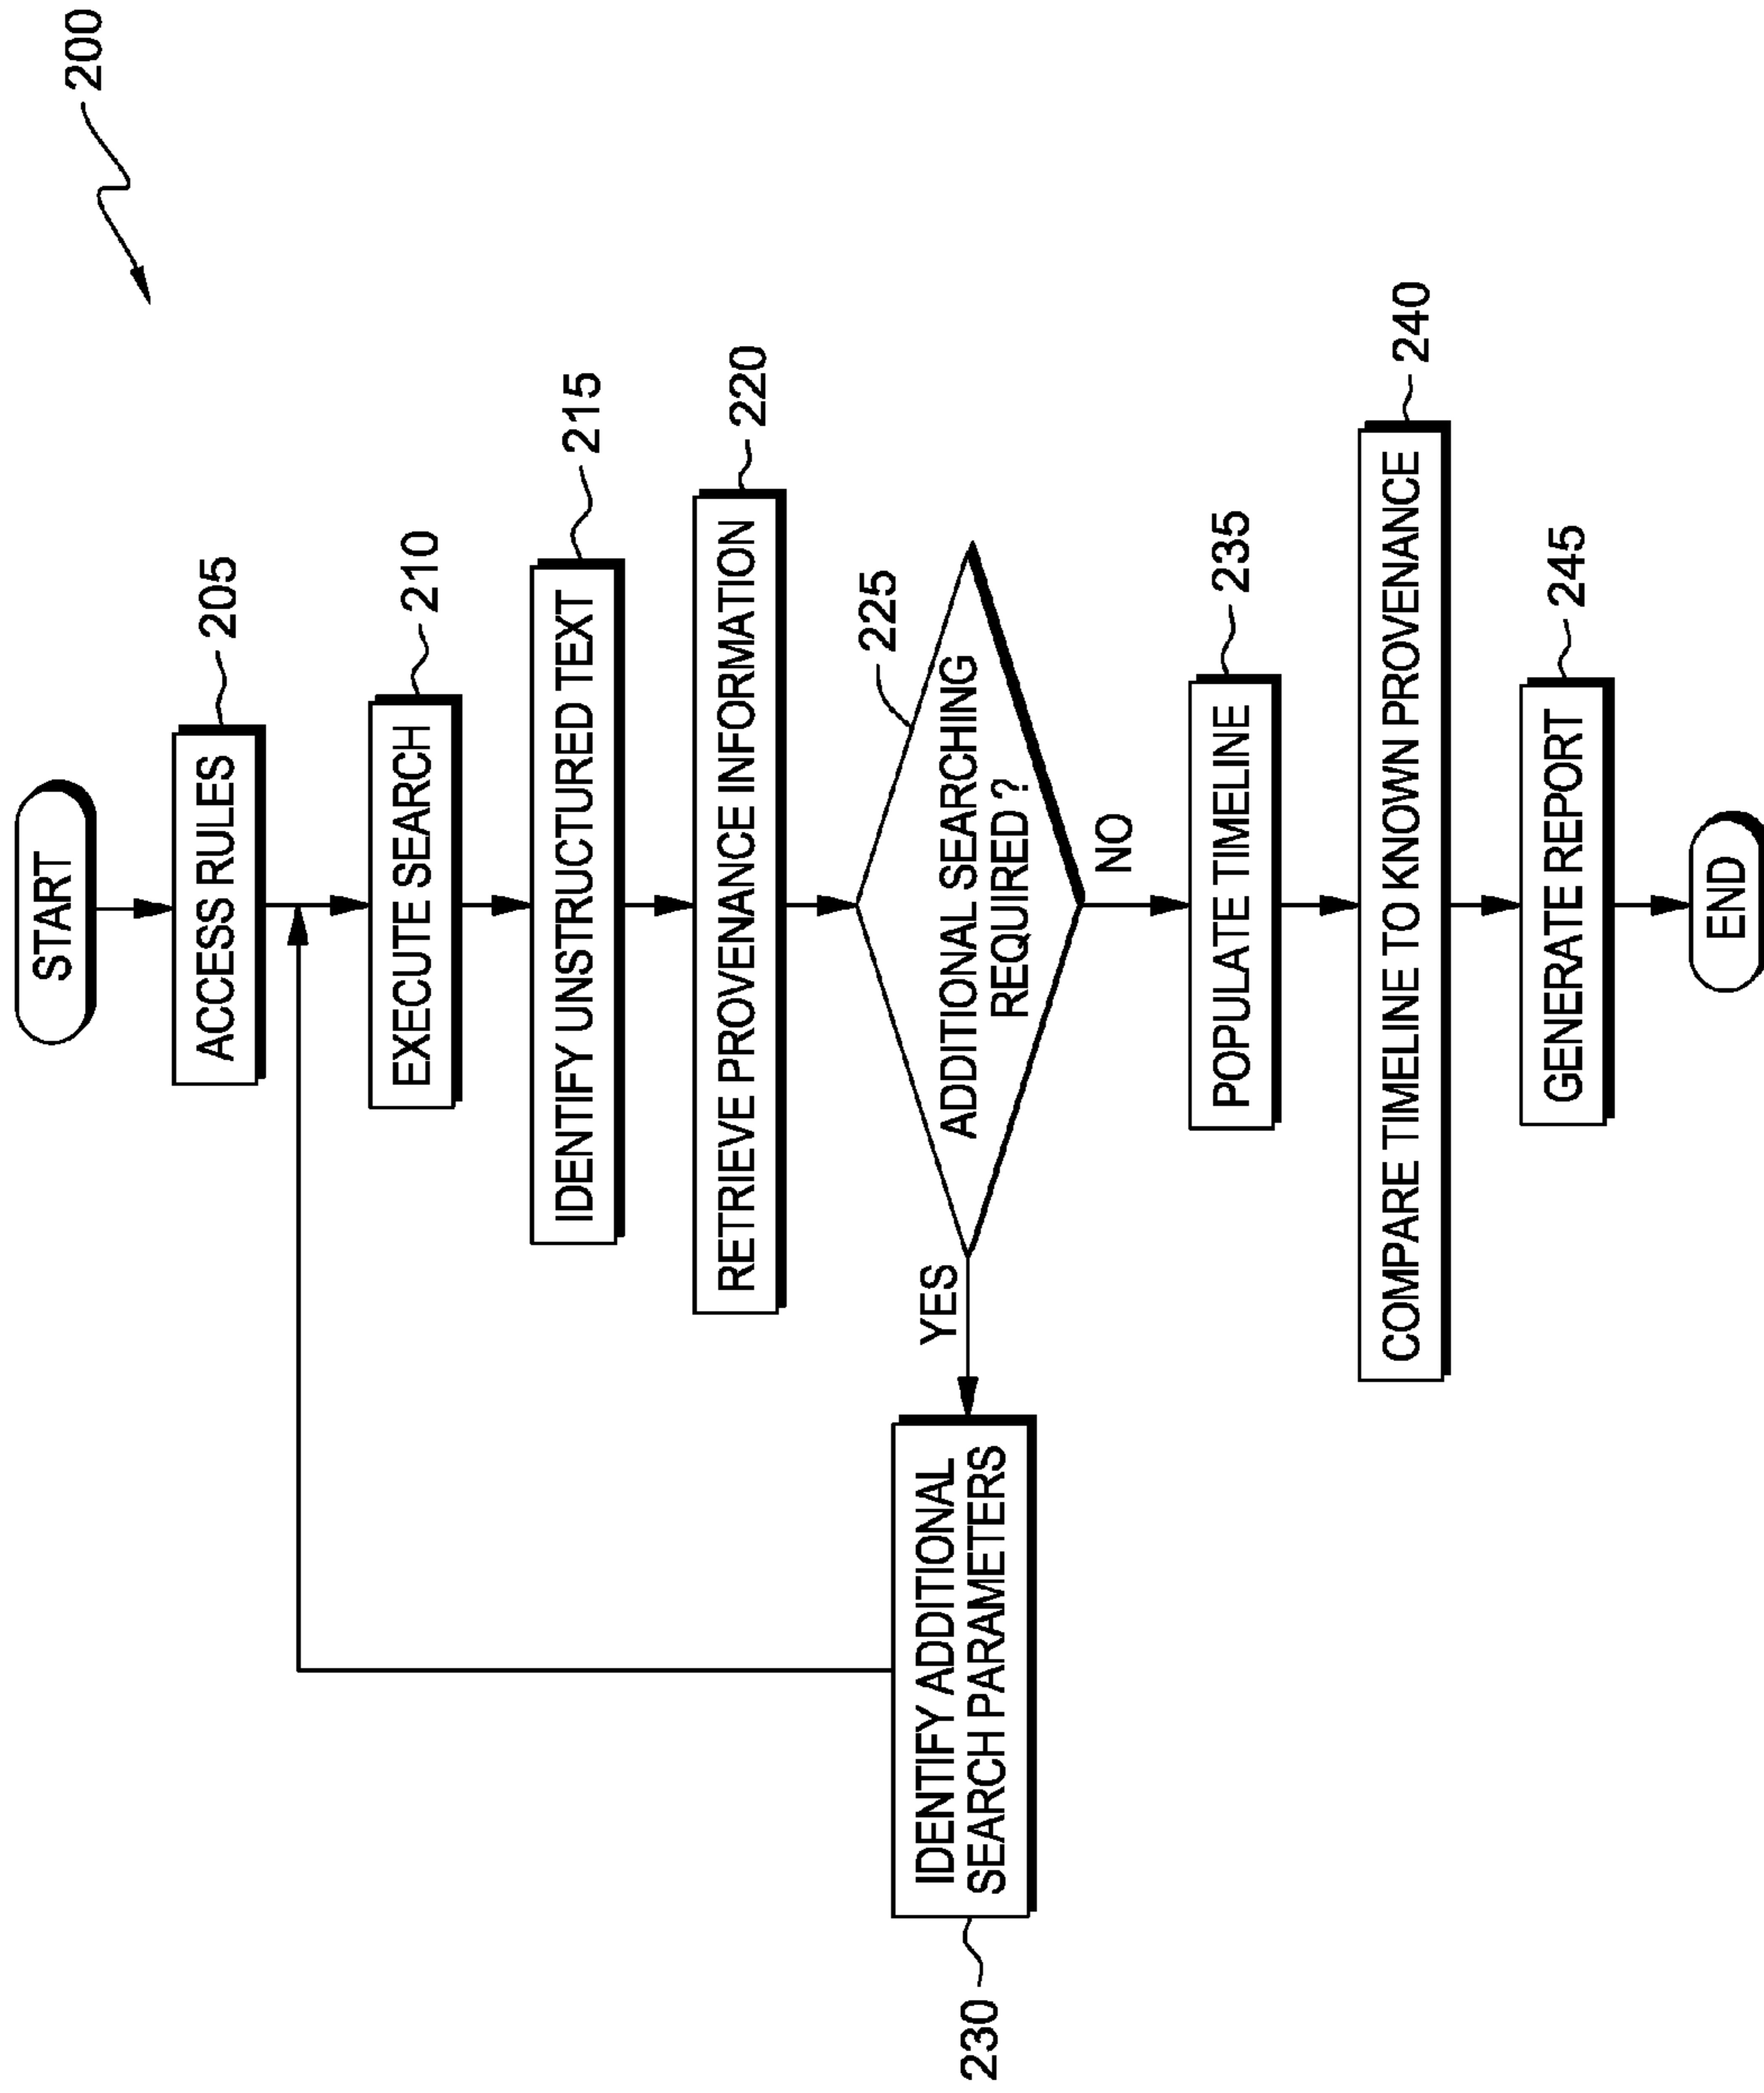 200
START
ACCESS RULES
205
EXECUTE SEARCH
210
IDENTIFY UNSTRUCTURED TEXT
215
RETRIEVE PROVENANCE INFORMATION
220
ADDITIONAL SEARCHING
REQUIRED ?
225
YES
IDENTIFY ADDITIONAL
SEARCH PARAMETERS
230
NO
POPULATE TIMELINE
235
COMPARE TIMELINE TO KNOWN PROVENANCE
240
GENERATE REPORT
245
END